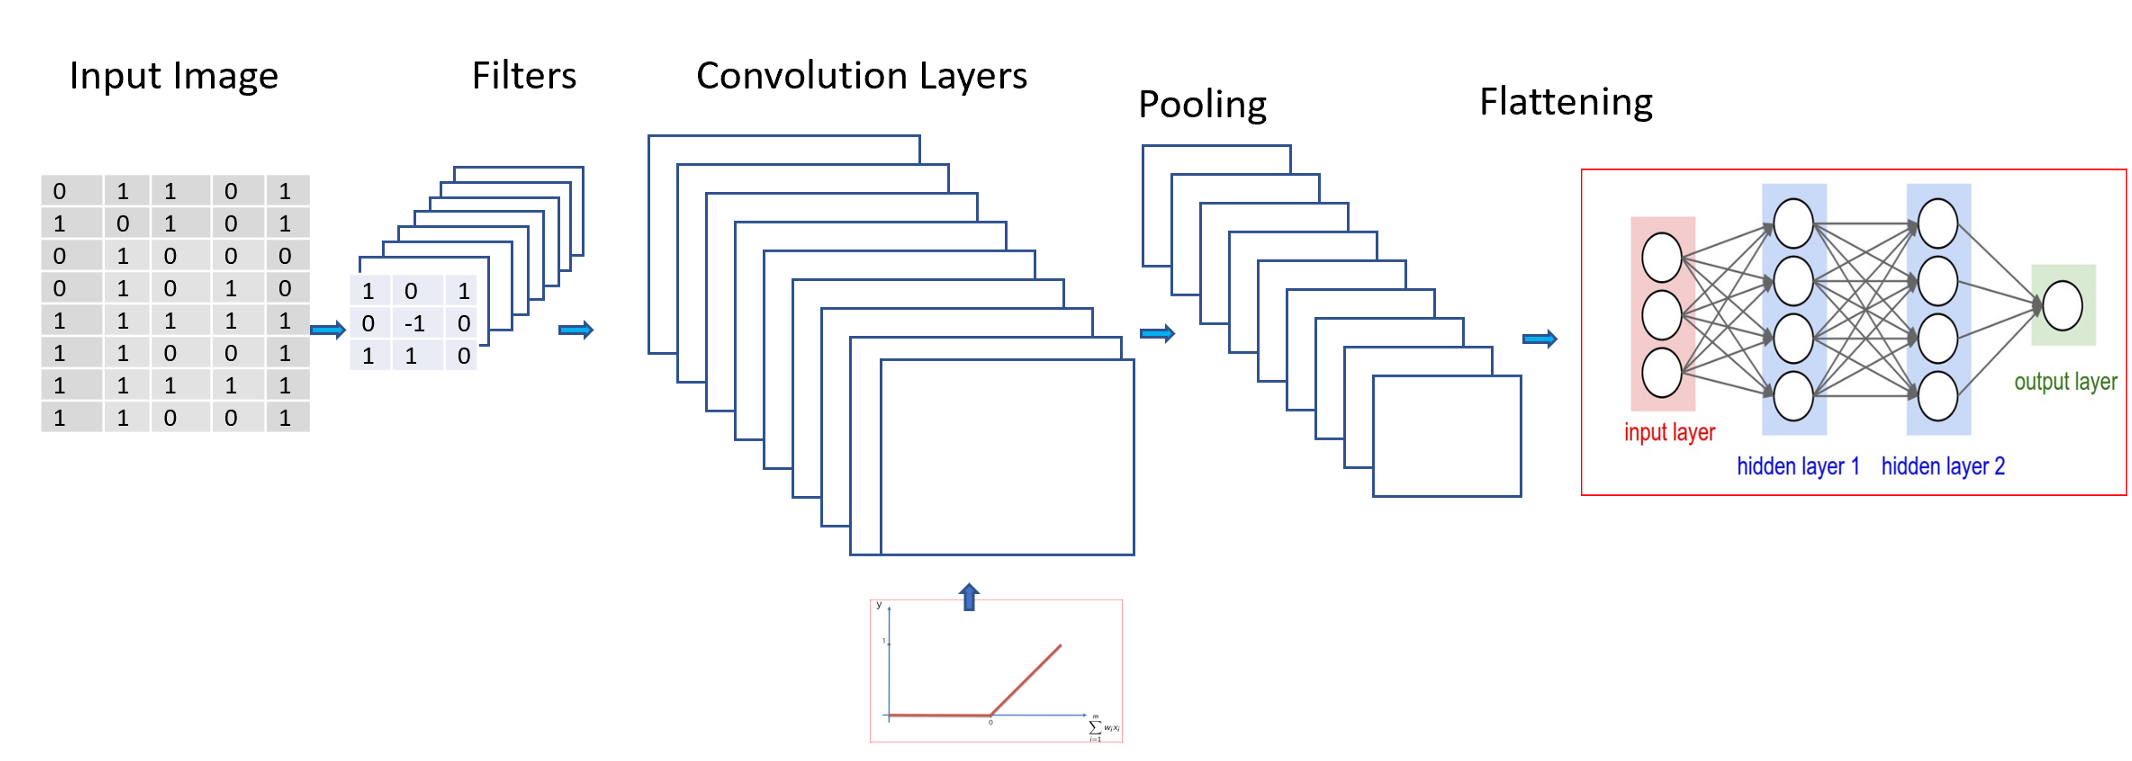 Input Image
Filters
Convolution Layers
Pooling
Flattening
0 1 1 0 1
1 0 1 0 1
0 1 0 0 0
0 1 0 1 0
1 1 1 1 1
1 1 0 0 1
1 1 1 1 1
1 1 0 0 1
1 0 1
0 -1 0
1 1 0
input layer
hidden layer 1
hidden layer 2
output layer
y
1
0
m
∑ wᵢxᵢ
i=1